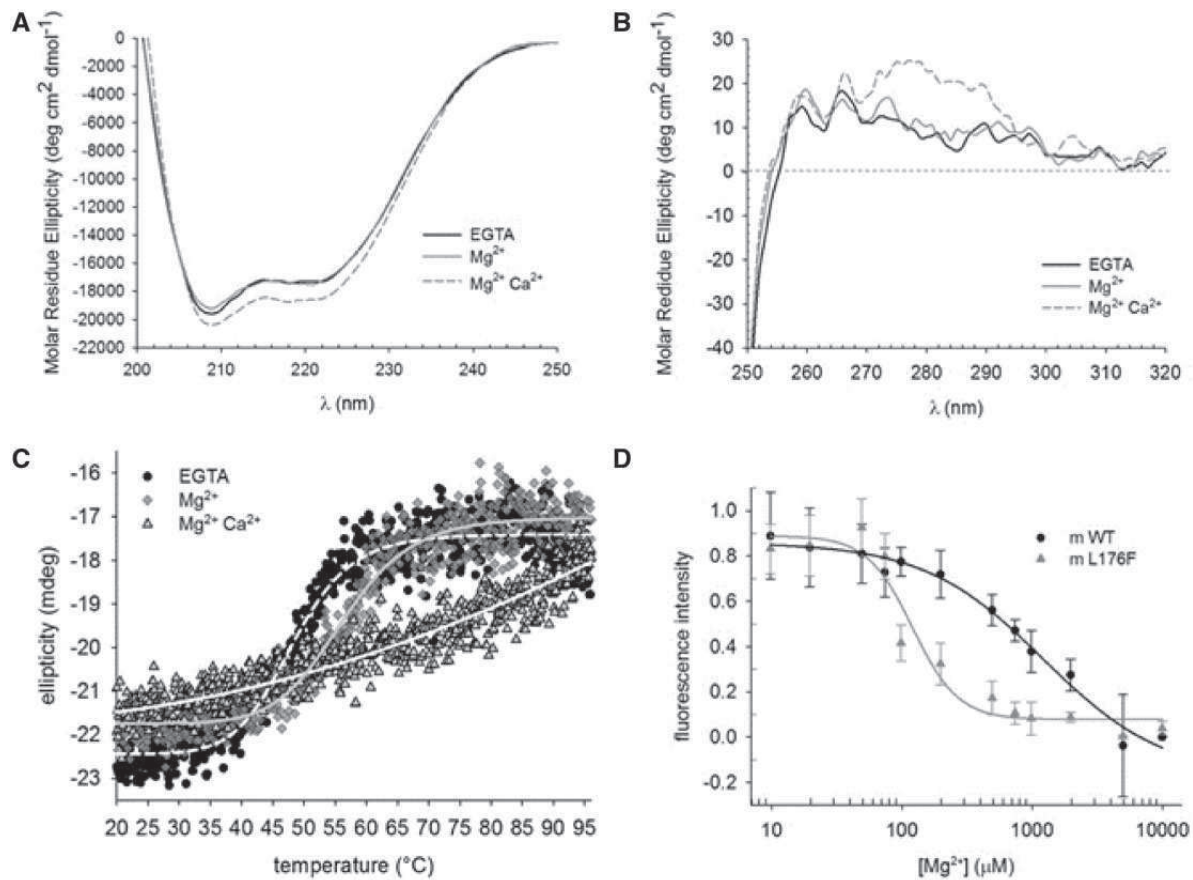 A
Molar Residue Ellipticity (deg cm² dmol⁻¹)
0
-2000
-4000
-6000
-8000
-10000
-12000
-14000
-16000
-18000
-20000
-22000
200
210
220
230
240
250
λ (nm)
EGTA
Mg²⁺
Mg²⁺ Ca²⁺
B
Molar Redidue Ellipticity (deg cm² dmol⁻¹)
30
20
10
0
-10
-20
-30
-40
250
260
270
280
290
300
310
320
λ (nm)
EGTA
Mg²⁺
Mg²⁺ Ca²⁺
C
ellipticity (mdeg)
-16
-17
-18
-19
-20
-21
-22
-23
20 25 30 35 40 45 50 55 60 65 70 75 80 85 90 95
temperature (°C)
EGTA
Mg²⁺
Mg²⁺ Ca²⁺
D
fluorescence intensity
1.0
0.8
0.6
0.4
0.2
0.0
-0.2
10
100
1000
10000
[Mg²⁺] (μM)
m WT
m L176F